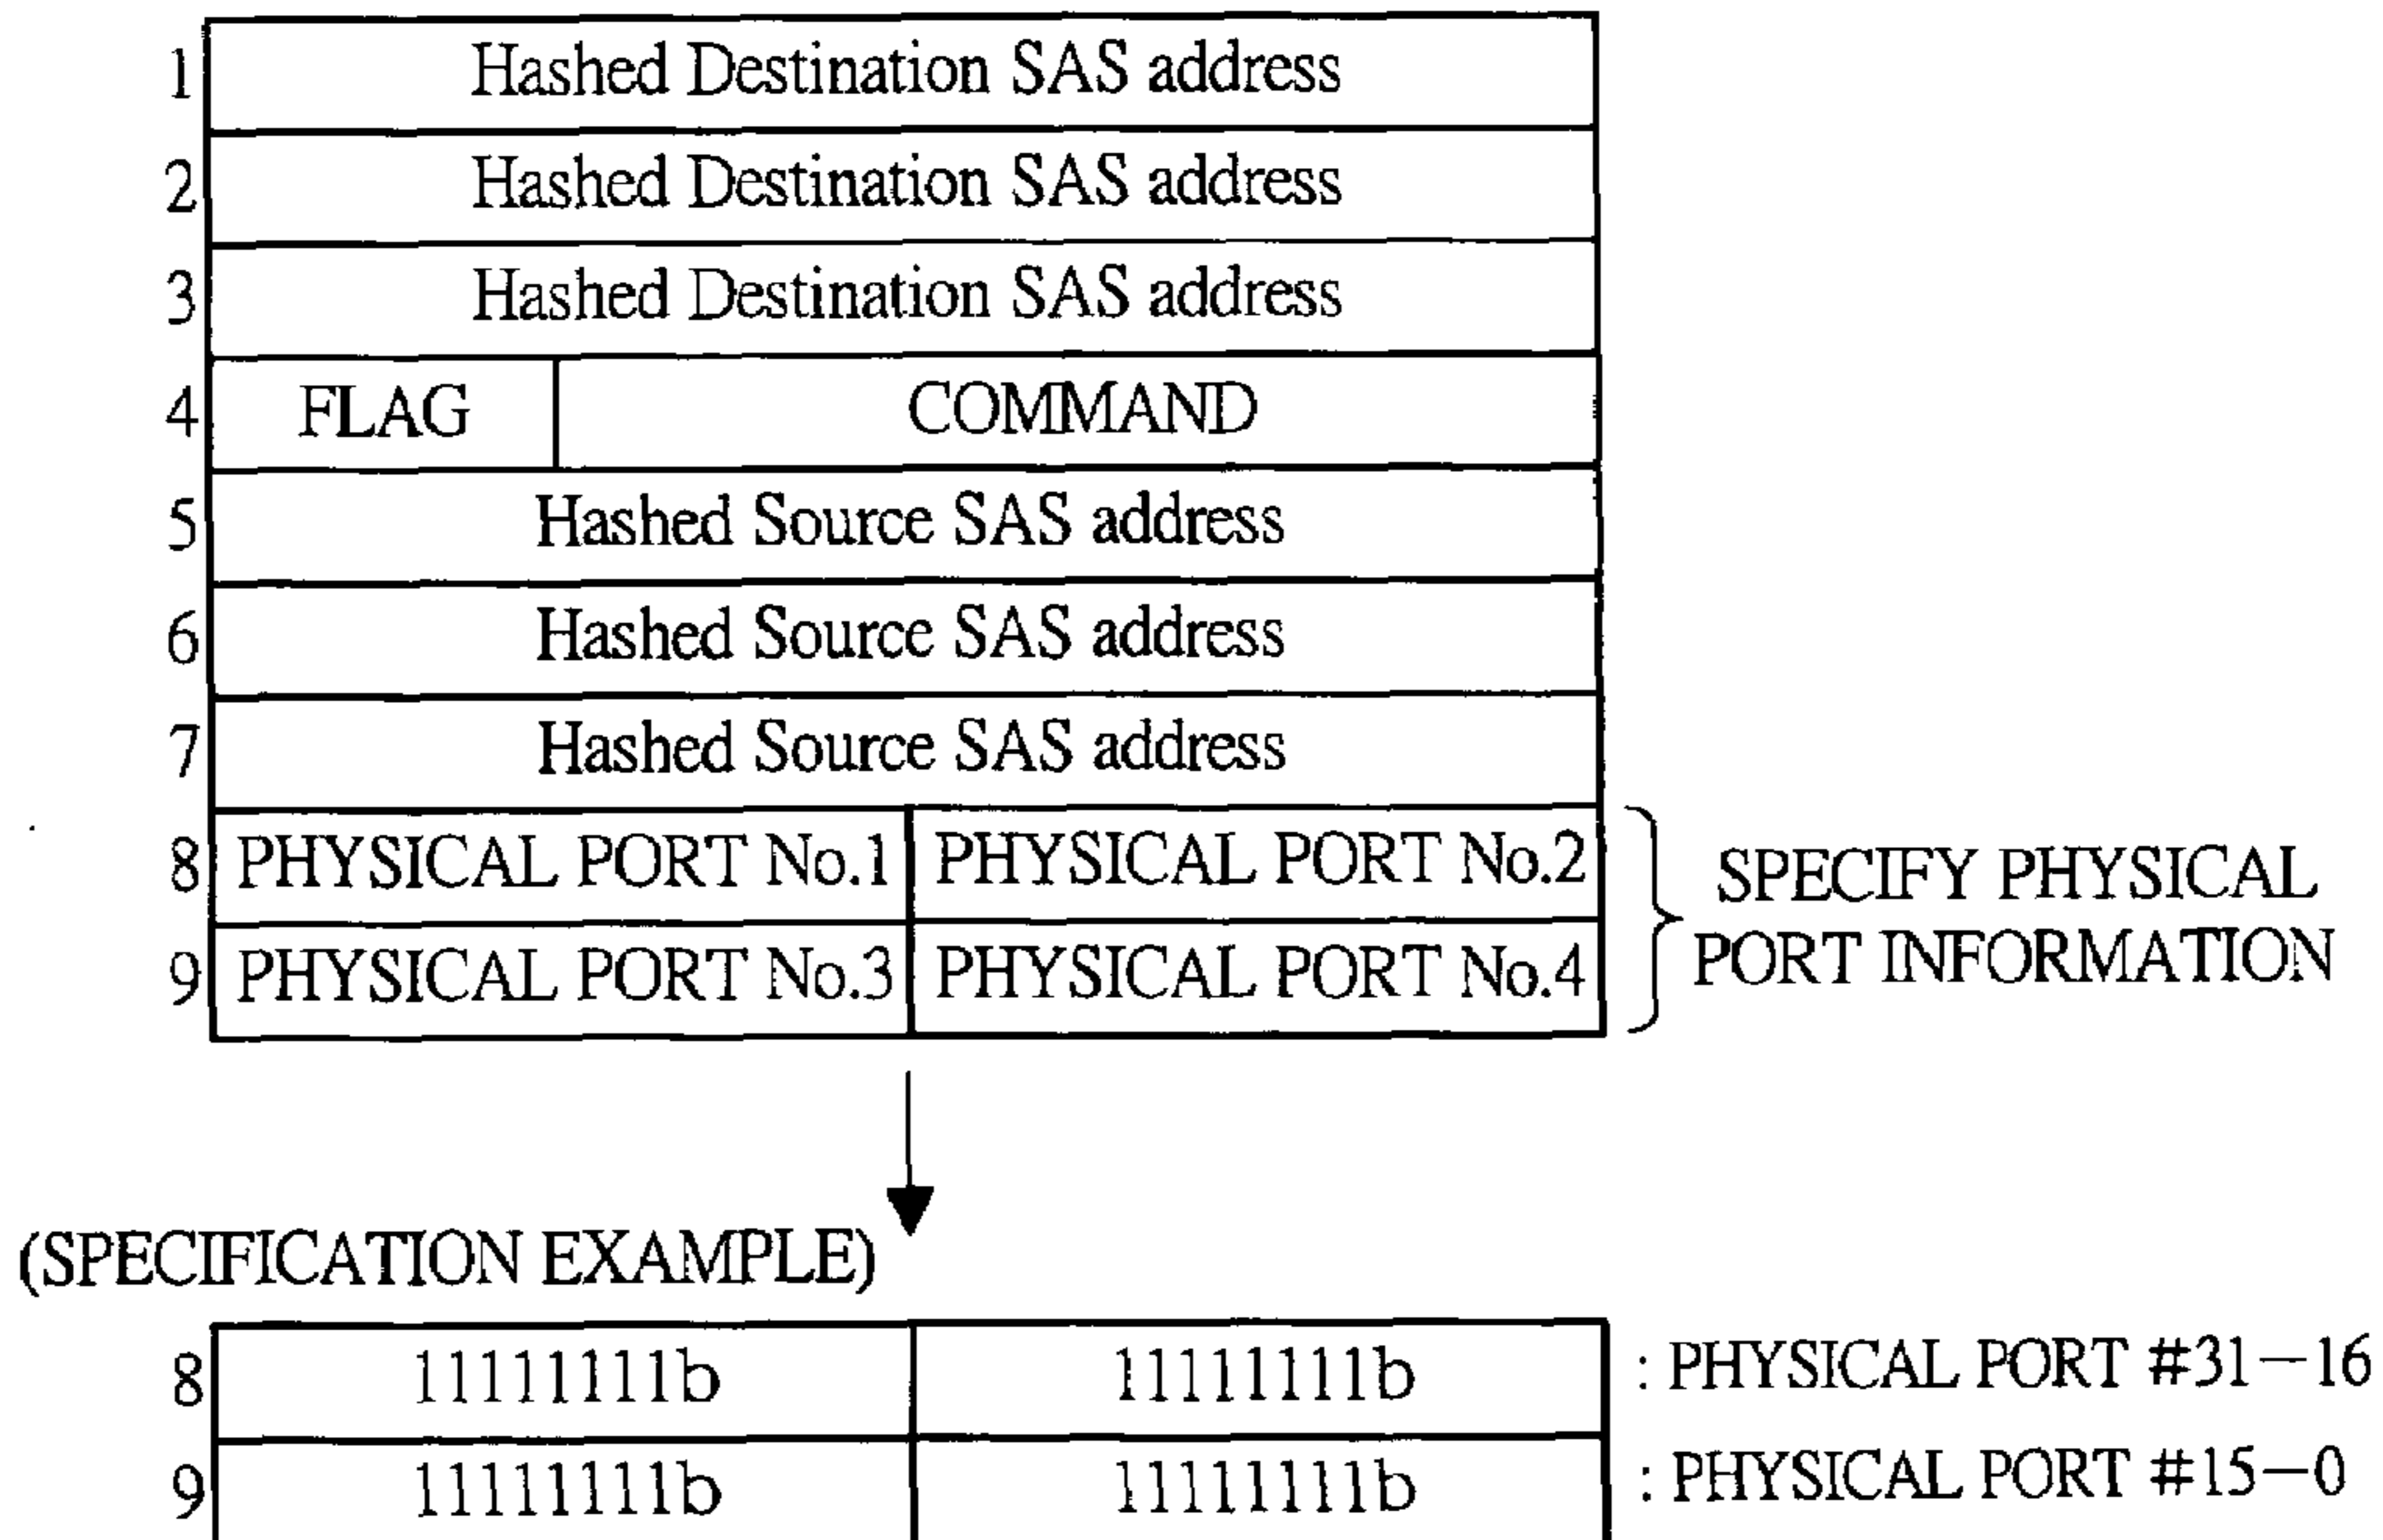 1 Hashed Destination SAS address
2 Hashed Destination SAS address
3 Hashed Destination SAS address
4 FLAG COMMAND
5 Hashed Source SAS address
6 Hashed Source SAS address
7 Hashed Source SAS address
8 PHYSICAL PORT No.1 PHYSICAL PORT No.2
9 PHYSICAL PORT No.3 PHYSICAL PORT No.4
SPECIFY PHYSICAL
PORT INFORMATION
(SPECIFICATION EXAMPLE)
8 11111111b 11111111b : PHYSICAL PORT #31−16
9 11111111b 11111111b : PHYSICAL PORT #15−0